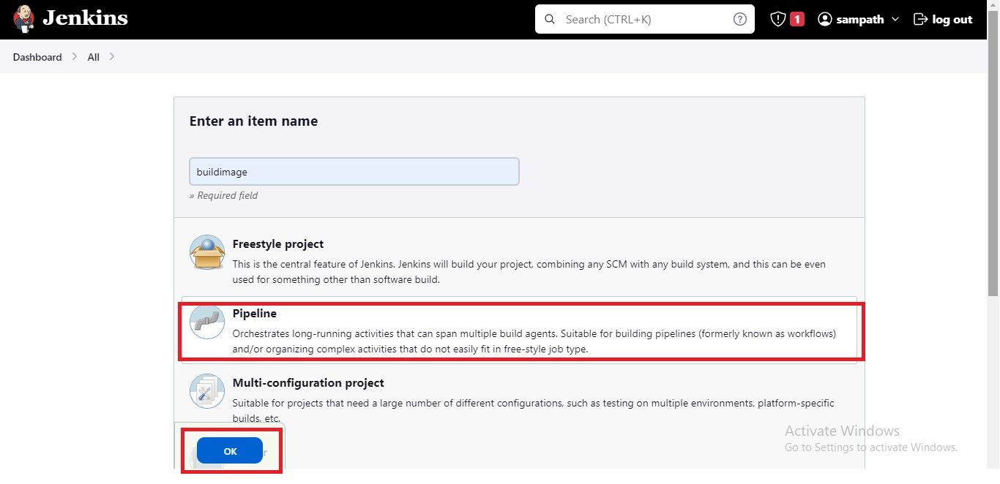 Jenkins
Search (CTRL+K)
1
sampath
log out
Dashboard
All
Enter an item name
buildimage
» Required field
Freestyle project
This is the central feature of Jenkins. Jenkins will build your project, combining any SCM with any build system, and this can be even
used for something other than software build.
Pipeline
Orchestrates long-running activities that can span multiple build agents. Suitable for building pipelines (formerly known as workflows)
and/or organizing complex activities that do not easily fit in free-style job type.
Multi-configuration project
Suitable for projects that need a large number of different configurations, such as testing on multiple environments, platform-specific
builds, etc.
OK
Activate Windows
Go to Settings to activate Windows.